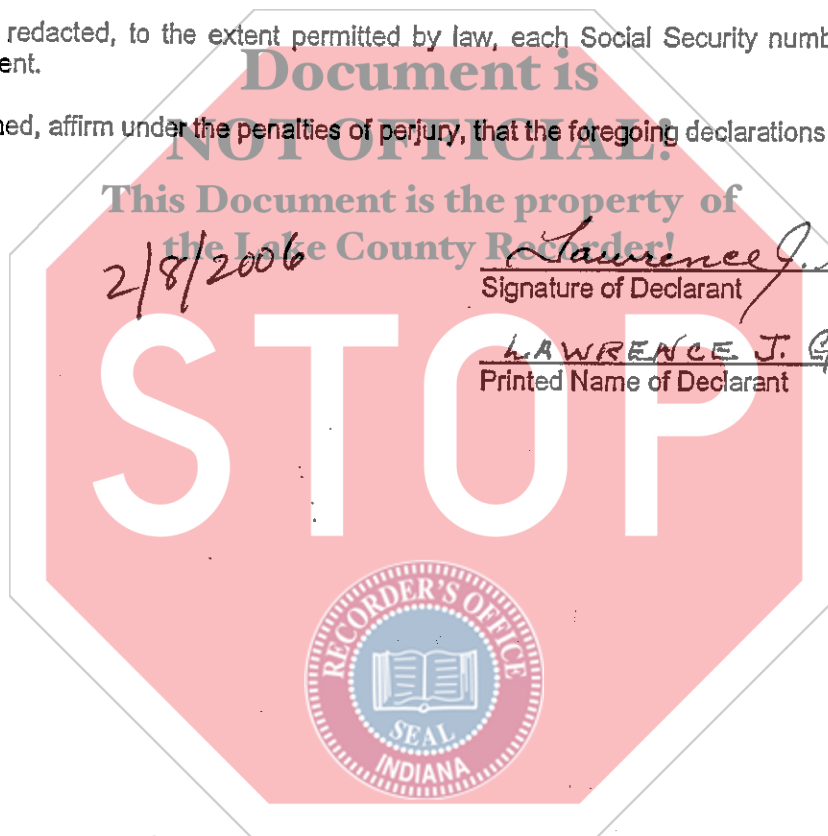 redacted, to the extent permitted by law, each Social Security numb
ent.
Document is
ned, affirm under the penalties of perjury, that the foregoing declarations
NOT OFFICIAL!
This Document is the property of
the Lake County Recorder!
2/8/2006
Lawrence J.
Signature of Declarant
LAWRENCE J. G
Printed Name of Declarant
STOP
RECORDER'S OFFICE
SEAL
INDIANA